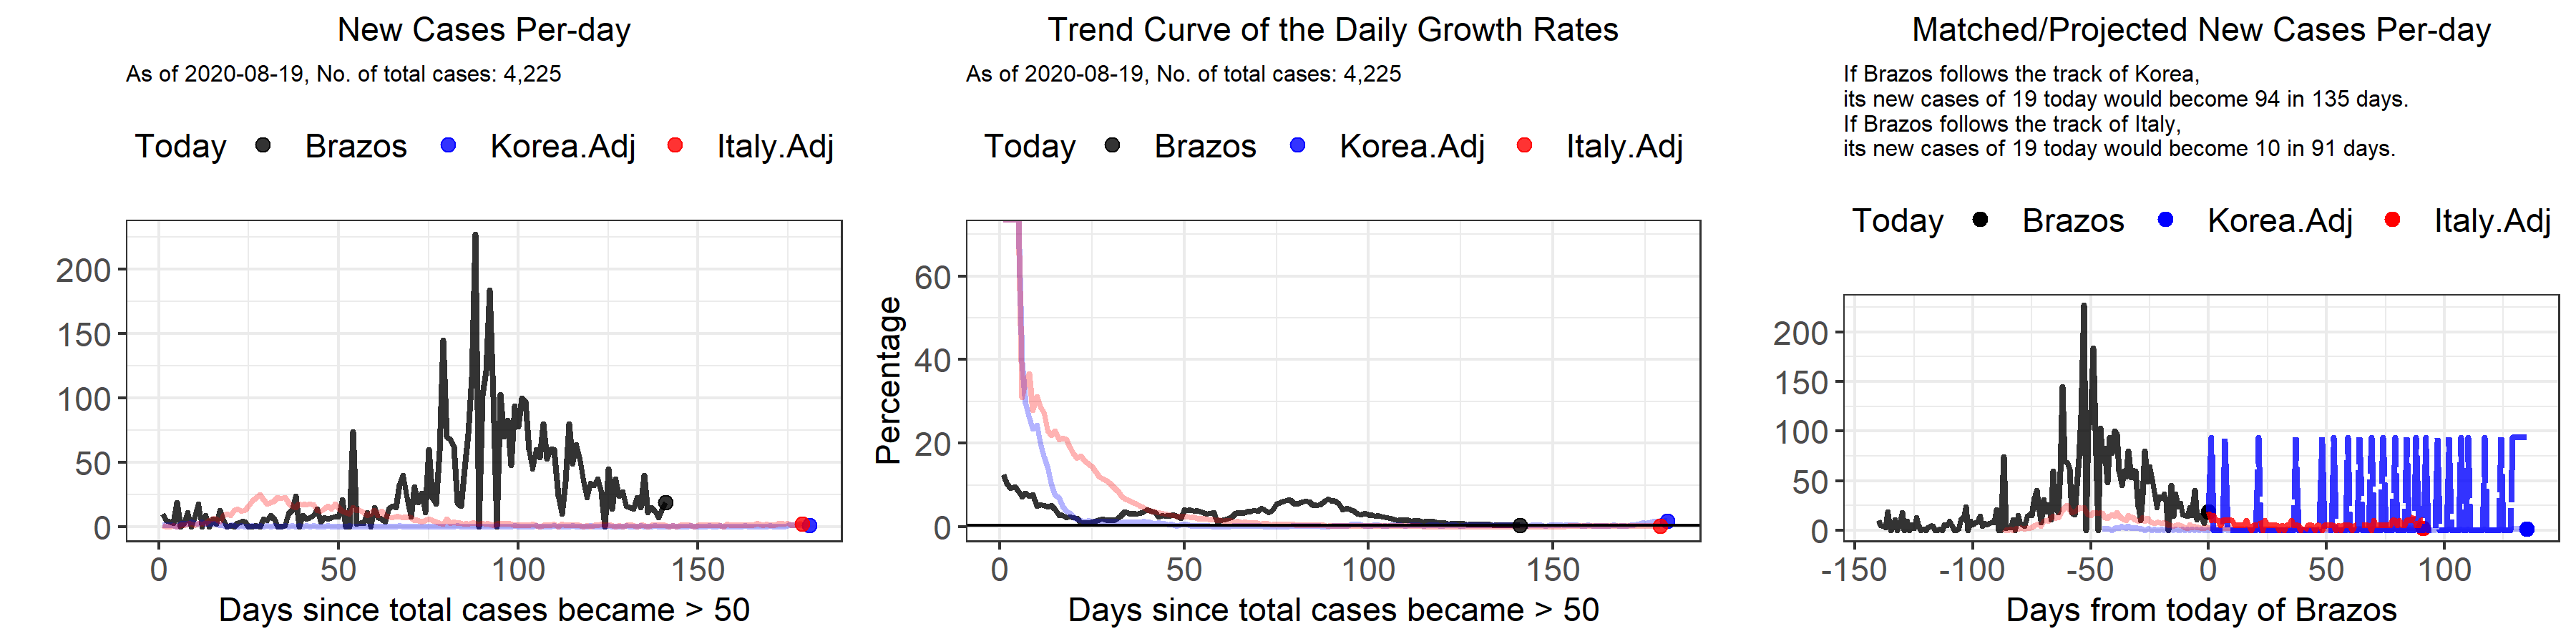 New Cases Per-day
As of 2020-08-19, No. of total cases: 4,225
Today Brazos Korea.Adj Italy.Adj
200
150
100
50
0
0 50 100 150
Days since total cases became > 50
Trend Curve of the Daily Growth Rates
As of 2020-08-19, No. of total cases: 4,225
Today Brazos Korea.Adj Italy.Adj
Percentage
60
40
20
0
0 50 100 150
Days since total cases became > 50
Matched/Projected New Cases Per-day
If Brazos follows the track of Korea,
its new cases of 19 today would become 94 in 135 days.
If Brazos follows the track of Italy,
its new cases of 19 today would become 10 in 91 days.
Today Brazos Korea.Adj Italy.Adj
200
150
100
50
0
-150 -100 -50 0 50 100
Days from today of Brazos